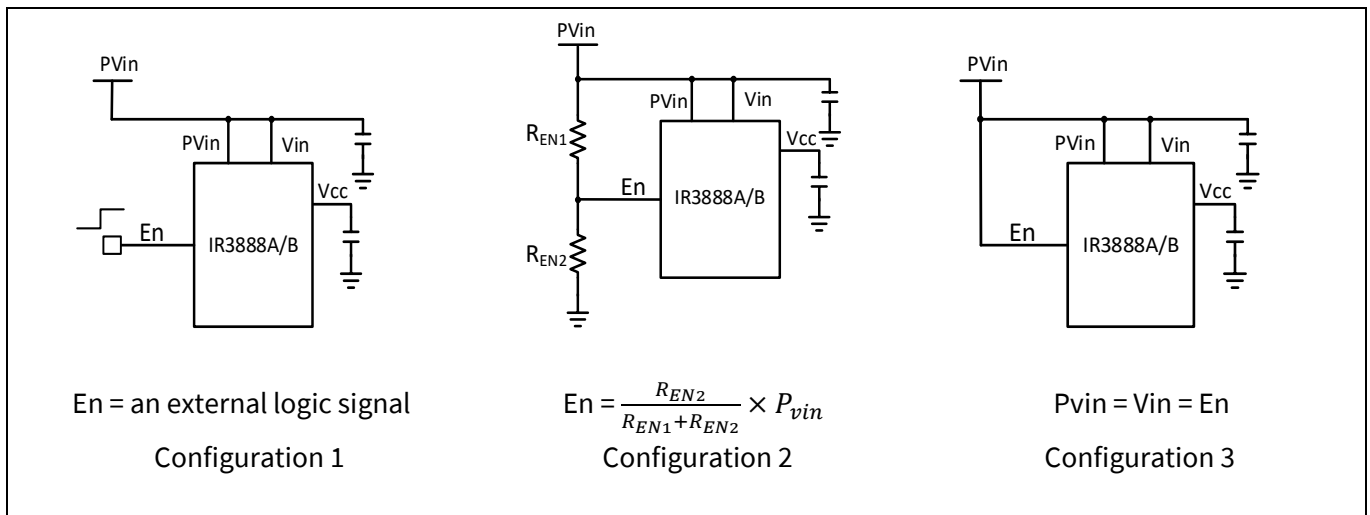 PVin
PVin
Vin
Vcc
En
IR3888A/B
En = an external logic signal
Configuration 1
PVin
PVin
Vin
R_EN1
Vcc
En
IR3888A/B
R_EN2
En = R_EN2 / (R_EN1+R_EN2) × P_vin
Configuration 2
PVin
PVin
Vin
Vcc
En
IR3888A/B
Pvin = Vin = En
Configuration 3